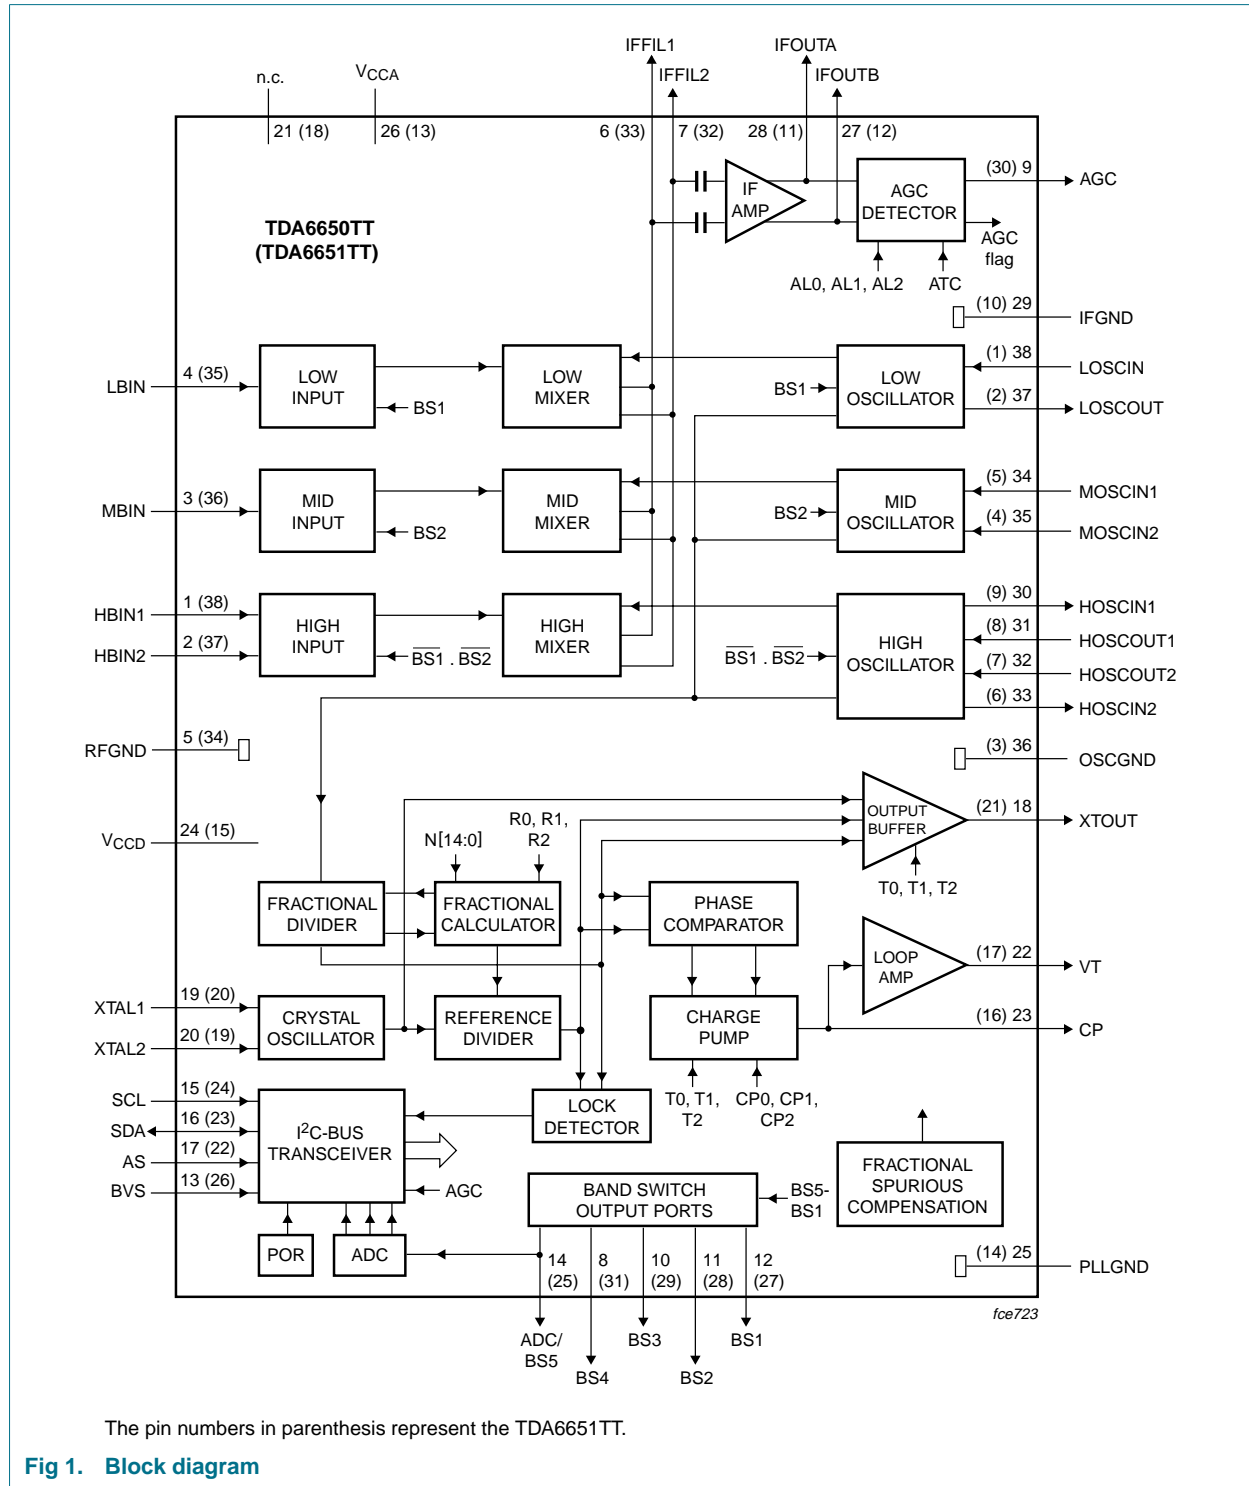 IFFIL1
IFOUTA
IFFIL2
IFOUTB
n.c.
VCCA
21 (18)
26 (13)
6 (33)
7 (32)
28 (11)
27 (12)
IF
AMP
AGC
DETECTOR
(30) 9
AGC
AGC
flag
TDA6650TT
(TDA6651TT)
AL0, AL1, AL2
ATC
(10) 29
IFGND
LBIN
4 (35)
LOW
INPUT
BS1
LOW
MIXER
BS1
LOW
OSCILLATOR
(1) 38
LOSCIN
(2) 37
LOSCOUT
MBIN
3 (36)
MID
INPUT
BS2
MID
MIXER
BS2
MID
OSCILLATOR
(5) 34
MOSCIN1
(4) 35
MOSCIN2
HBIN1
1 (38)
HBIN2
2 (37)
HIGH
INPUT
BS1 . BS2
HIGH
MIXER
BS1 . BS2
HIGH
OSCILLATOR
(9) 30
HOSCIN1
(8) 31
HOSCOUT1
(7) 32
HOSCOUT2
(6) 33
HOSCIN2
RFGND
5 (34)
(3) 36
OSCGND
VCCD
24 (15)
N[14:0]
R0, R1,
R2
OUTPUT
BUFFER
(21) 18
XTOUT
T0, T1, T2
FRACTIONAL
DIVIDER
FRACTIONAL
CALCULATOR
PHASE
COMPARATOR
LOOP
AMP
(17) 22
VT
XTAL1
19 (20)
XTAL2
20 (19)
CRYSTAL
OSCILLATOR
REFERENCE
DIVIDER
CHARGE
PUMP
(16) 23
CP
T0, T1,
T2
CP0, CP1,
CP2
SCL
15 (24)
SDA
16 (23)
AS
17 (22)
BVS
13 (26)
I2C-BUS
TRANSCEIVER
LOCK
DETECTOR
AGC
POR
ADC
BAND SWITCH
OUTPUT PORTS
BS5-
BS1
FRACTIONAL
SPURIOUS
COMPENSATION
14
(25)
8
(31)
10
(29)
11
(28)
12
(27)
(14) 25
PLLGND
ADC/
BS5
BS4
BS3
BS2
BS1
fce723
The pin numbers in parenthesis represent the TDA6651TT.
Fig 1. Block diagram